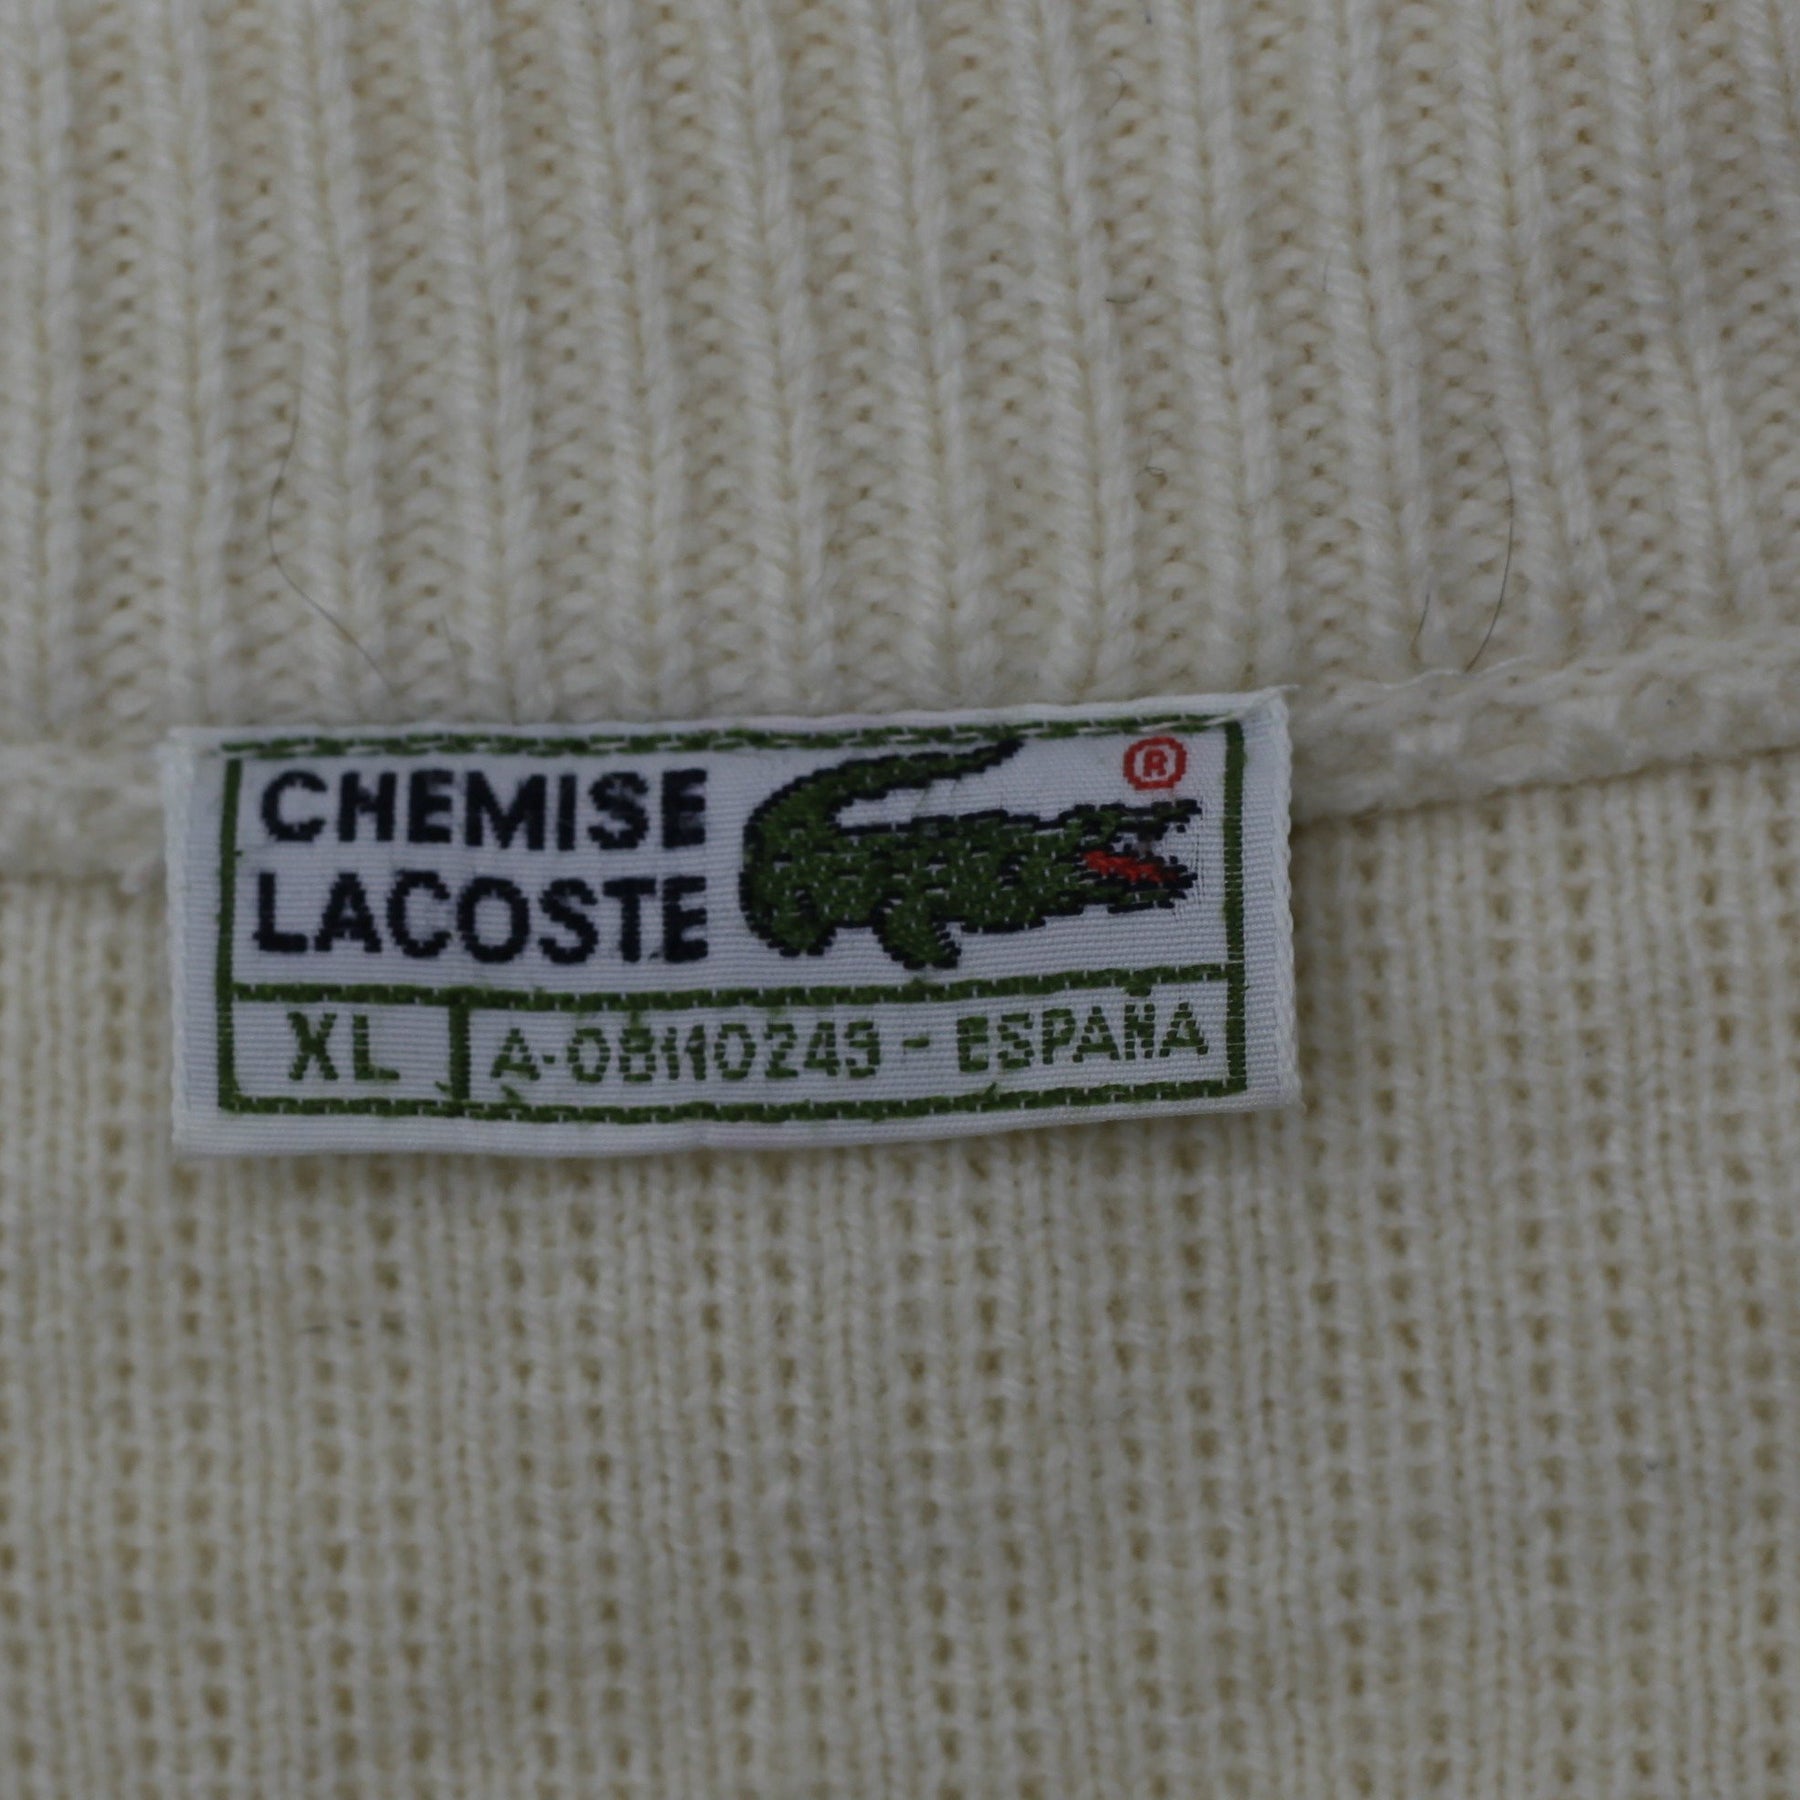 CHEMISE
LACOSTE
®
XL
A-08110249 - ESPAÑA